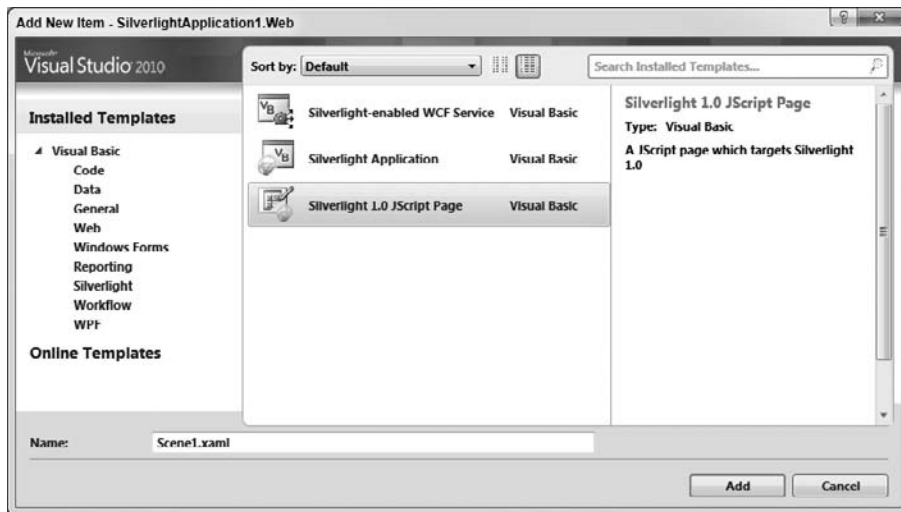 Add New Item - SilverlightApplication1.Web
Microsoft
Visual Studio 2010
Sort by: Default
Search Installed Templates...
Installed Templates
Visual Basic
Code
Data
General
Web
Windows Forms
Reporting
Silverlight
Workflow
WPF
Online Templates
VB
Silverlight-enabled WCF Service Visual Basic
VB
Silverlight Application Visual Basic
Silverlight 1.0 JScript Page Visual Basic
Silverlight 1.0 JScript Page
Type: Visual Basic
A JScript page which targets Silverlight
1.0
Name: Scene1.xaml
Add Cancel